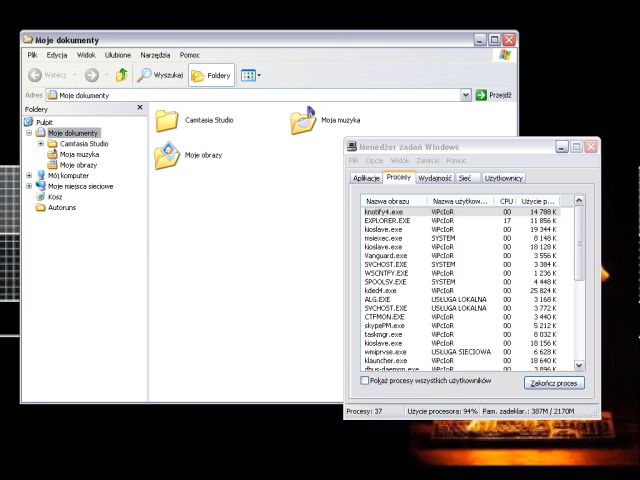 Moje dokumenty
Plik Edycja Widok Ulubione Narzędzia Pomoc
Wstecz Wyszukaj Foldery
Adres Moje dokumenty Przejdź
Foldery
Pulpit
Moje dokumenty
Camtasia Studio
Moja muzyka
Moje obrazy
Mój komputer
Moje miejsca sieciowe
Kosz
Autoruns
Camtasia Studio
Moja muzyka
Moje obrazy
Menedżer zadań Windows
Plik Opcje Widok Zamknij Pomoc
Aplikacje Procesy Wydajność Sieć Użytkownicy
Nazwa obrazu Nazwa użytkow... CPU Użycie p...
knotify4.exe WPcIoR 00 14 788 K
EXPLORER.EXE WPcIoR 17 11 856 K
kioslave.exe WPcIoR 00 19 344 K
msiexec.exe SYSTEM 00 8 148 K
kioslave.exe WPcIoR 00 18 128 K
Vanguard.exe WPcIoR 00 3 556 K
SVCHOST.EXE SYSTEM 00 3 384 K
WSCNTFY.EXE WPcIoR 00 1 236 K
SPOOLSV.EXE SYSTEM 00 4 448 K
kded4.exe WPcIoR 00 25 824 K
ALG.EXE USŁUGA LOKALNA 00 3 168 K
SVCHOST.EXE USŁUGA LOKALNA 00 3 772 K
CTFMON.EXE WPcIoR 00 3 440 K
skypePM.exe WPcIoR 00 5 212 K
taskmgr.exe WPcIoR 00 8 032 K
kioslave.exe WPcIoR 00 18 156 K
wmiprvse.exe USŁUGA SIECIOWA 00 6 628 K
klauncher.exe WPcIoR 00 18 640 K
dbus-daemon.exe WPcIoR 00 3 896 K
Pokaż procesy wszystkich użytkowników
Zakończ proces
Procesy: 37 Użycie procesora: 94% Pam. zadeklar.: 387M / 2170M